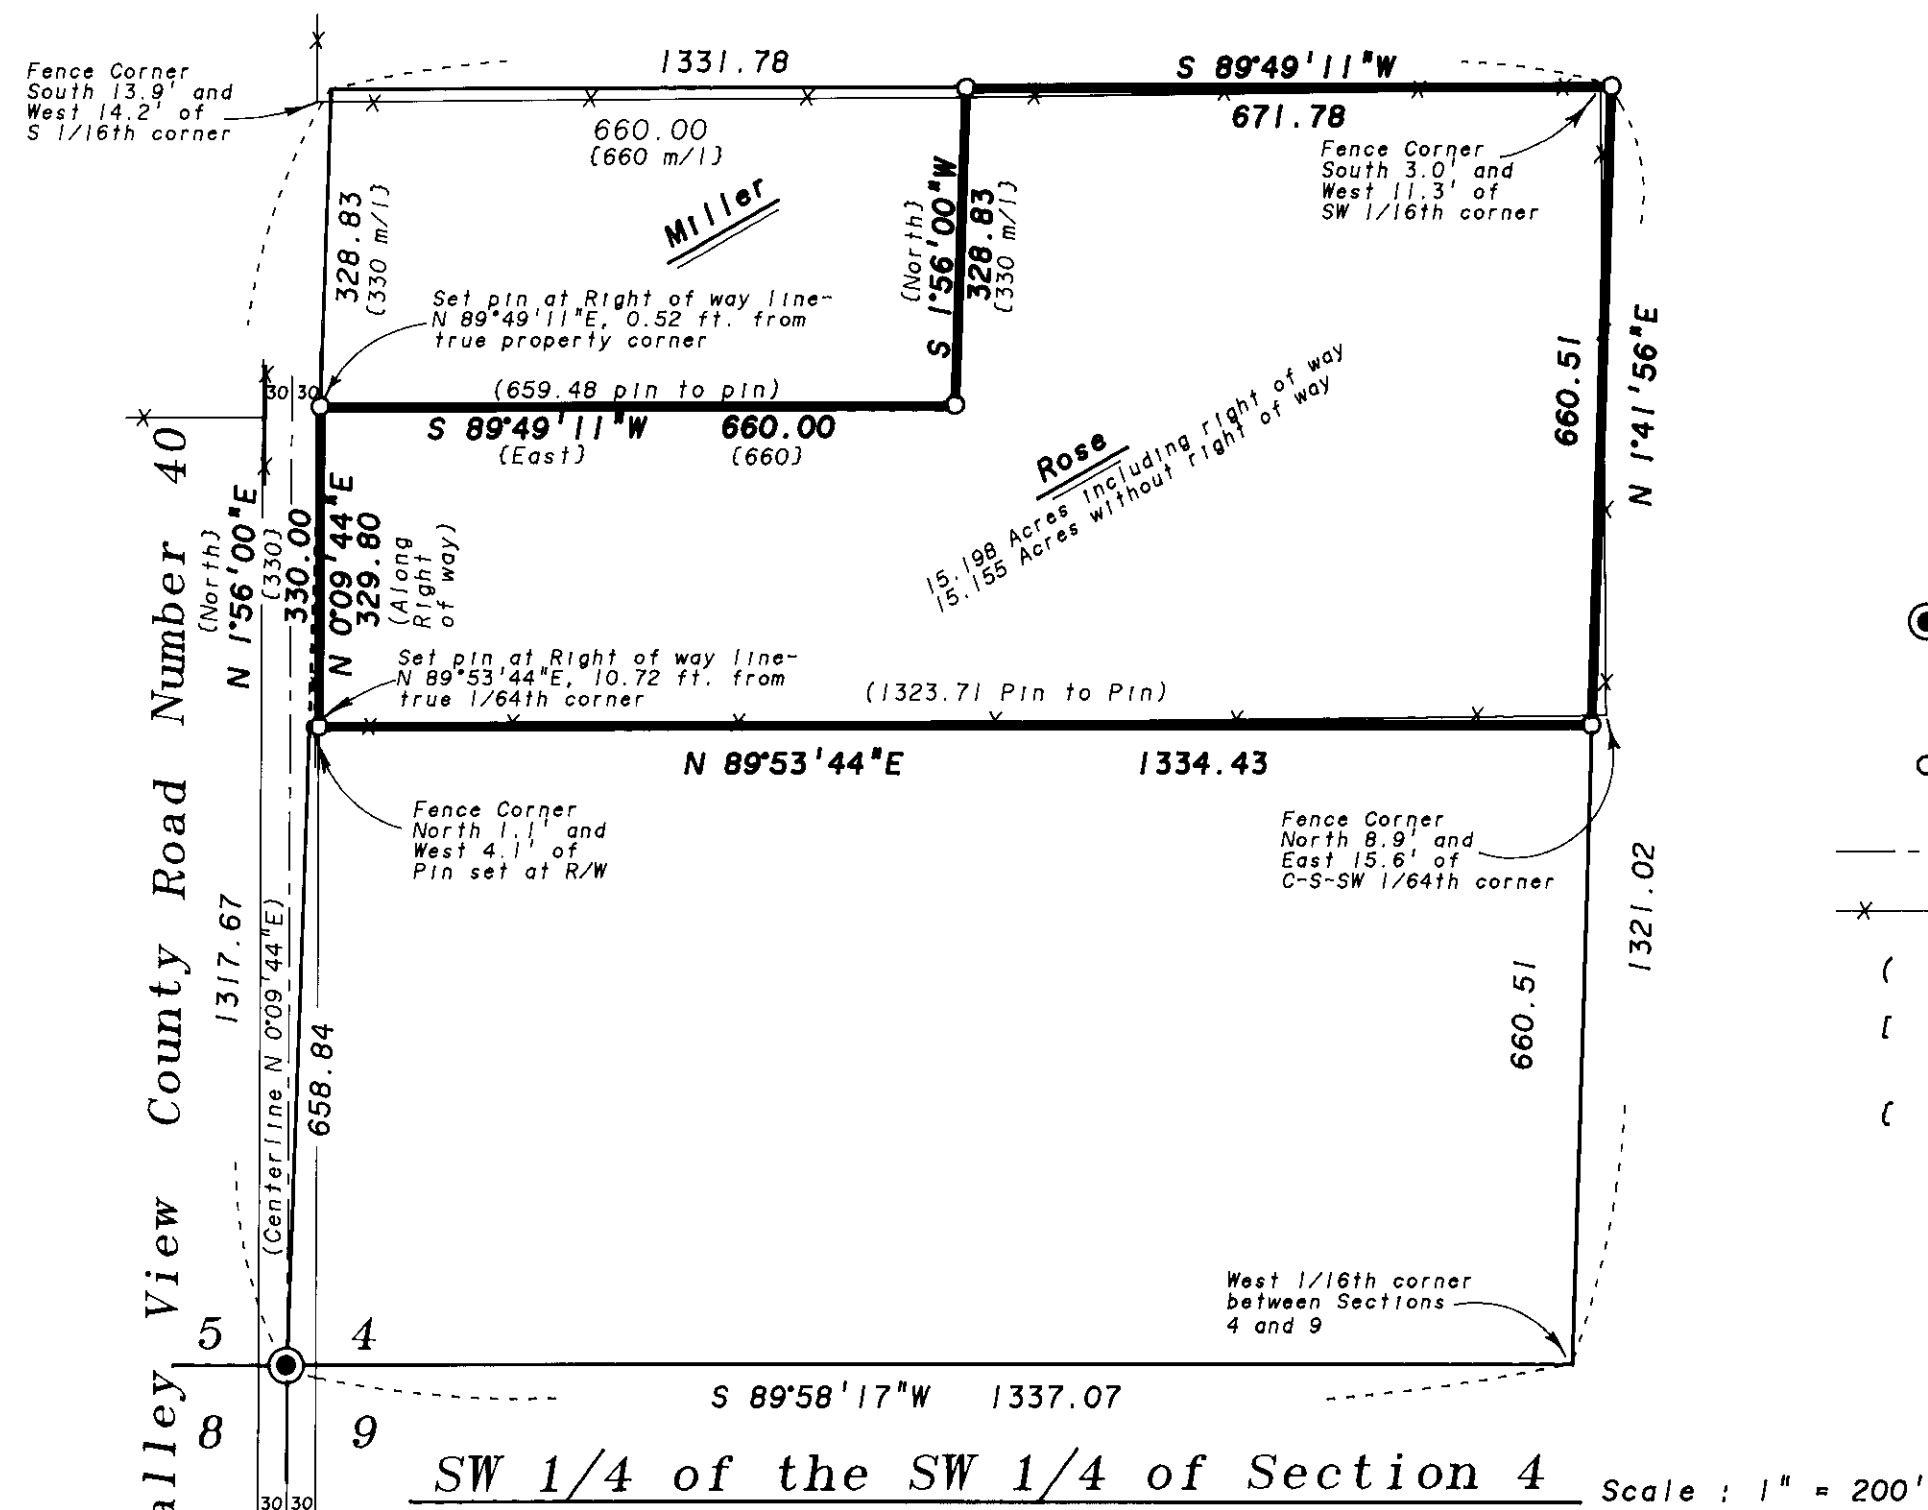 1331.78
S 89°49'11"W
Fence Corner
South 13.9' and
West 14.2' of
S 1/16th corner
660.00
(660 m/l)
671.78
Fence Corner
South 3.0' and
West 11.3' of
SW 1/16th corner
328.83
(330 m/l)
Miller
(North)
S 1°56'00"W
328.83
(330 m/l)
Set pin at Right of way line-
N 89°49'11"E, 0.52 ft. from
true property corner
30 30
(659.48 pin to pin)
S 89°49'11"W 660.00
(East) (660)
660.51
N 1°41'56"E
Rose
15.198 Acres including right of way
15.155 Acres without right of way
(North)
N 1°56'00"E
(330)
330.00
N 0°09'44"E
329.80
(Along
Right
of way)
Set pin at Right of way line-
N 89°53'44"E, 10.72 ft. from
true 1/64th corner
(1323.71 Pin to Pin)
N 89°53'44"E 1334.43
Fence Corner
North 1.1' and
West 4.1' of
Pin set at R/W
Fence Corner
North 8.9' and
East 15.6' of
C-S-SW 1/64th corner
1317.67
(Centerline N 0°09'44"E)
658.84
660.51
1321.02
alley View County Road Number 40
West 1/16th corner
between Sections
4 and 9
5 4
8 9
S 89°58'17"W 1337.07
30 30
SW 1/4 of the SW 1/4 of Section 4
Scale : 1" = 200'
(
[
(